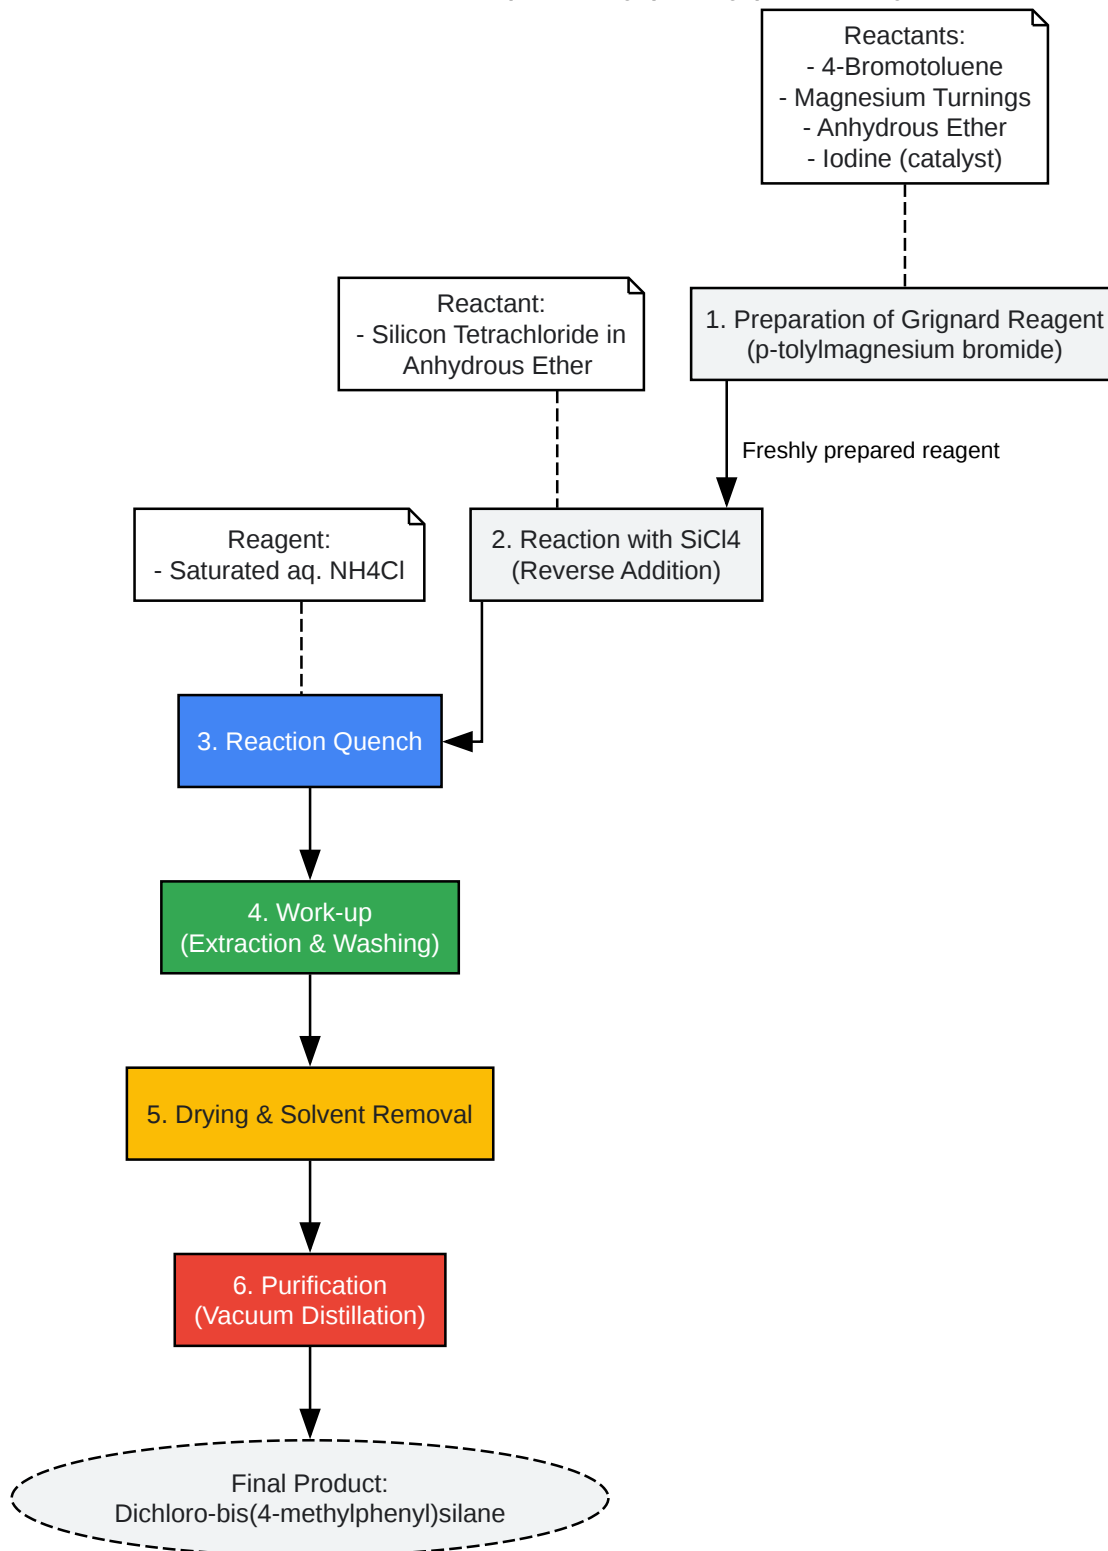 Reactants:
- 4-Bromotoluene
- Magnesium Turnings
- Anhydrous Ether
- Iodine (catalyst)
Reactant:
- Silicon Tetrachloride in
Anhydrous Ether
1. Preparation of Grignard Reagent
(p-tolylmagnesium bromide)
Freshly prepared reagent
Reagent:
- Saturated aq. NH4Cl
2. Reaction with SiCl4
(Reverse Addition)
3. Reaction Quench
4. Work-up
(Extraction & Washing)
5. Drying & Solvent Removal
6. Purification
(Vacuum Distillation)
Final Product:
Dichloro-bis(4-methylphenyl)silane